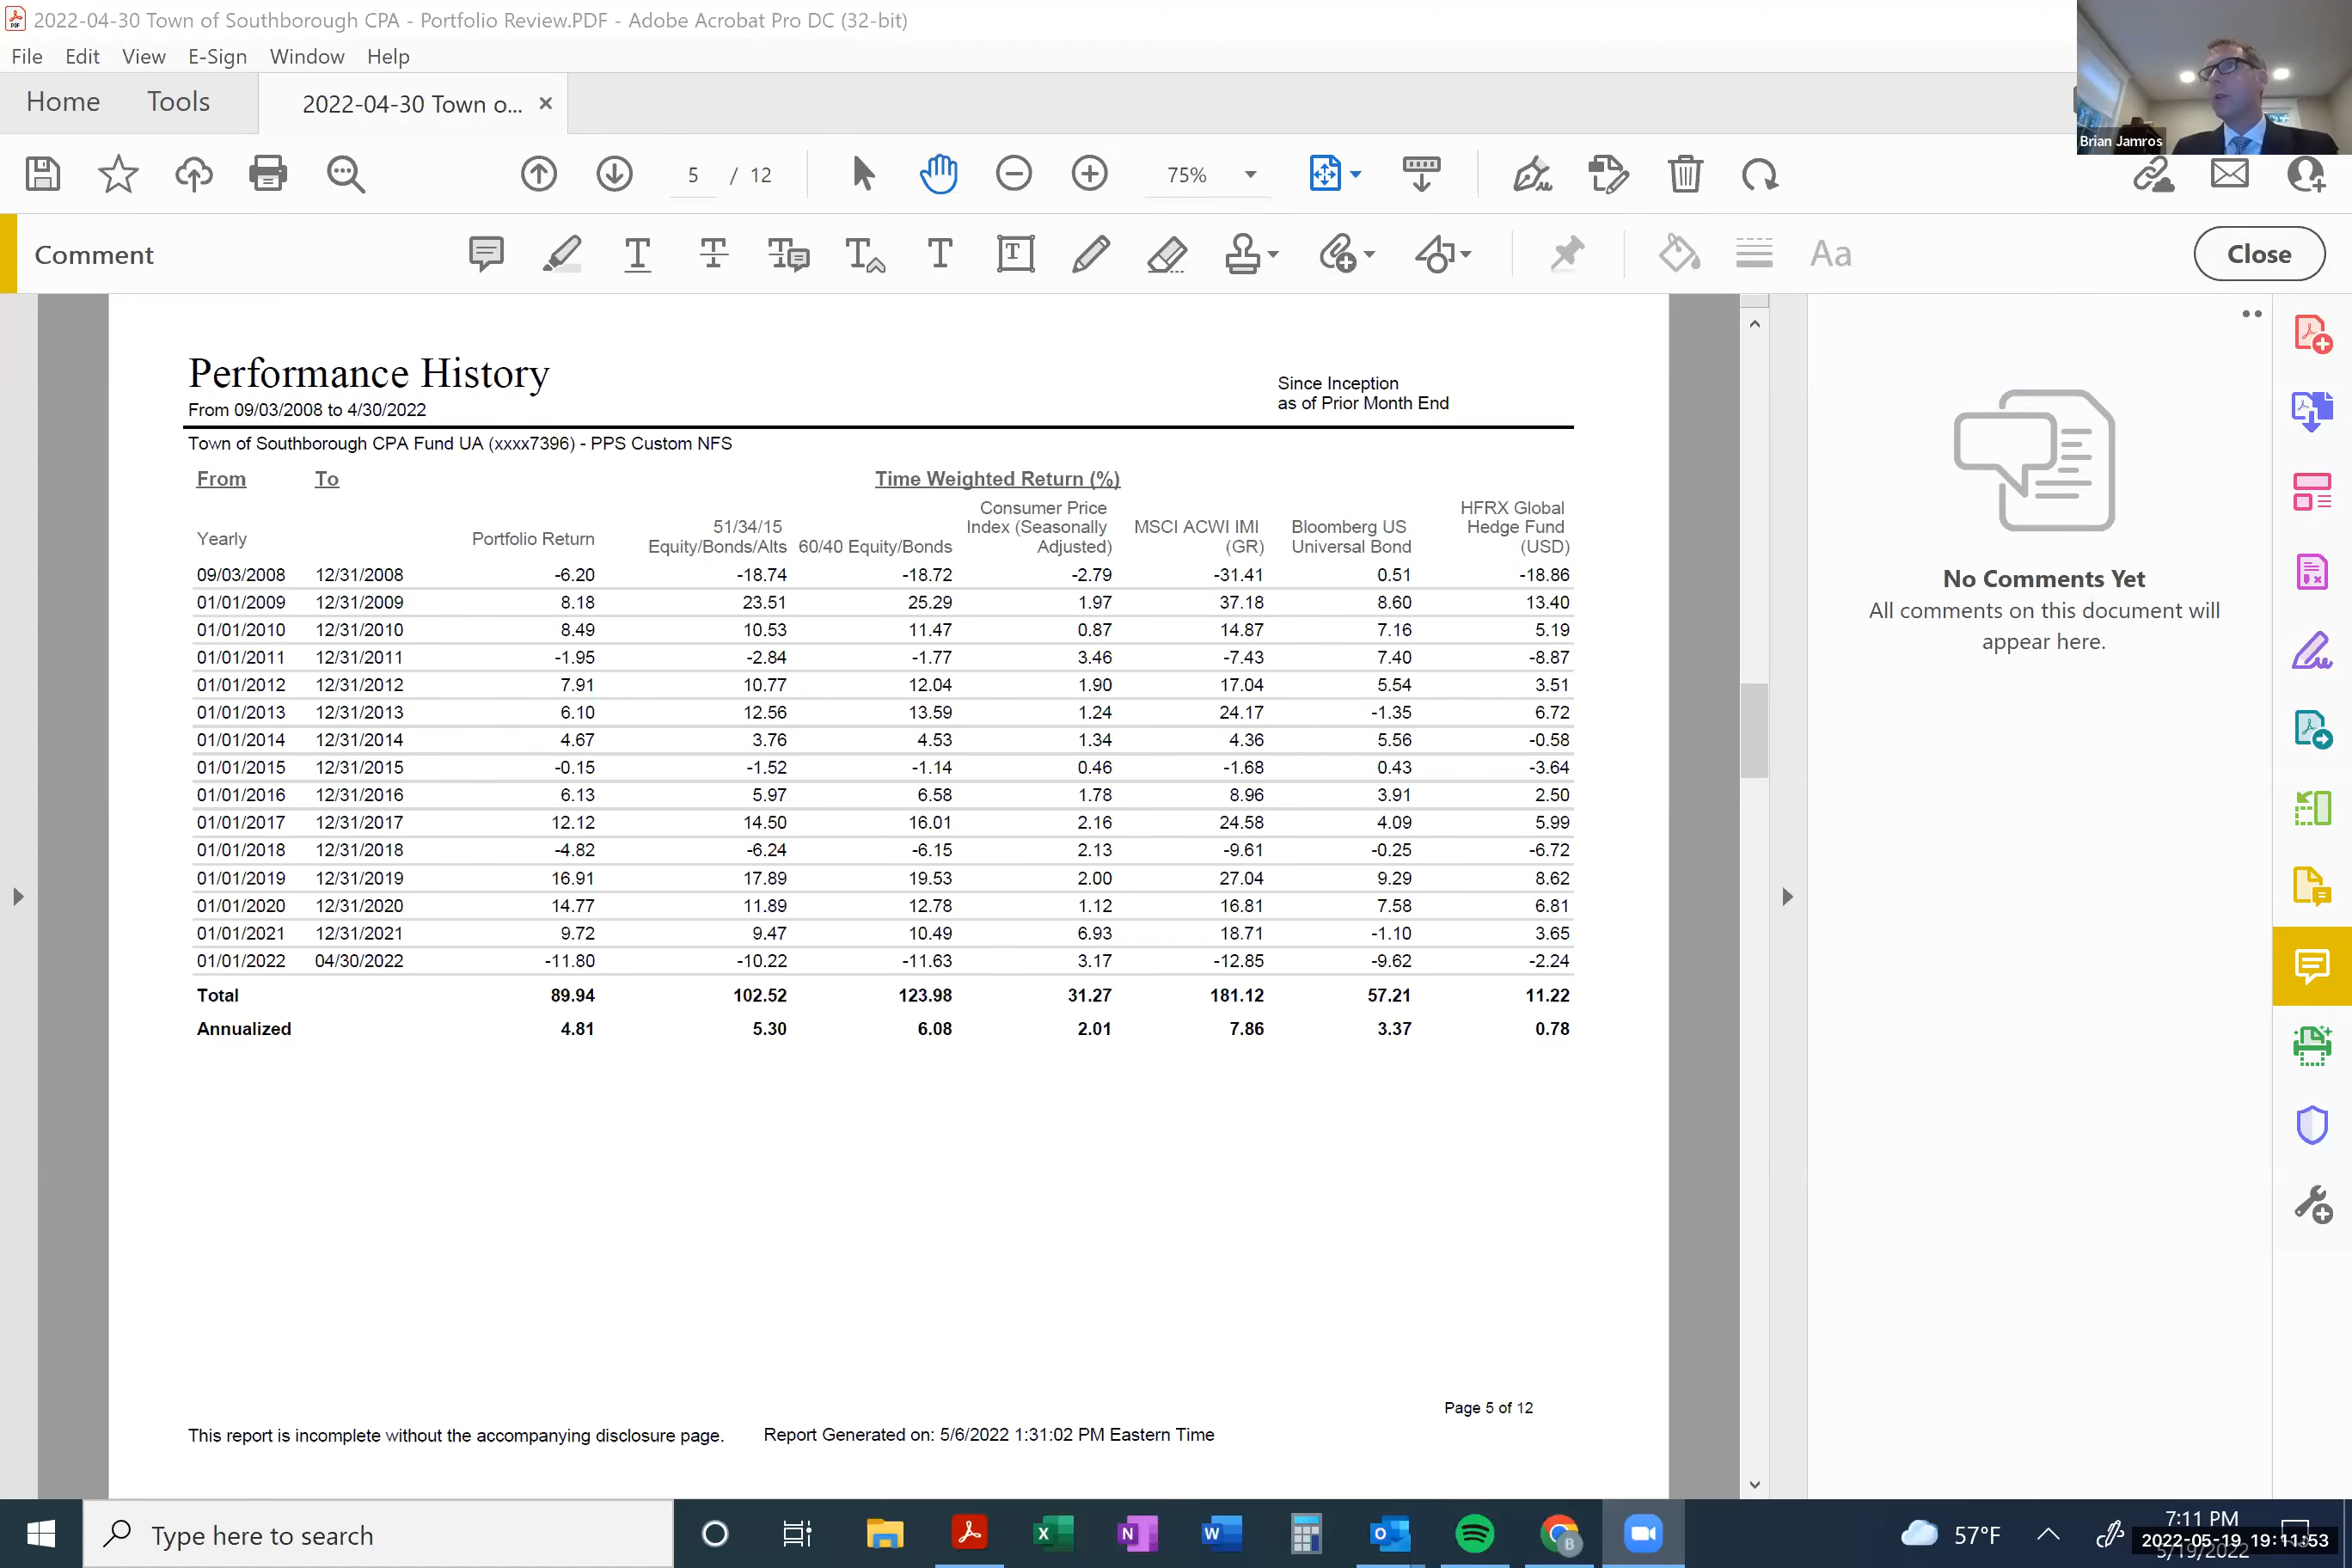 2022-04-30 Town of Southborough CPA - Portfolio Review.PDF - Adobe Acrobat Pro DC (32-bit)
File Edit View E-Sign Window Help
Home Tools 2022-04-30 Town o...
5 / 12 75%
Brian Jamros
Comment Aa Close
Performance History
From 09/03/2008 to 4/30/2022
Since Inception
as of Prior Month End
Town of Southborough CPA Fund UA (xxxx7396) - PPS Custom NFS
From To Time Weighted Return (%)
Yearly Portfolio Return 51/34/15 Equity/Bonds/Alts 60/40 Equity/Bonds Consumer Price Index (Seasonally Adjusted) MSCI ACWI IMI (GR) Bloomberg US Universal Bond HFRX Global Hedge Fund (USD)
09/03/2008 12/31/2008 -6.20 -18.74 -18.72 -2.79 -31.41 0.51 -18.86
01/01/2009 12/31/2009 8.18 23.51 25.29 1.97 37.18 8.60 13.40
01/01/2010 12/31/2010 8.49 10.53 11.47 0.87 14.87 7.16 5.19
01/01/2011 12/31/2011 -1.95 -2.84 -1.77 3.46 -7.43 7.40 -8.87
01/01/2012 12/31/2012 7.91 10.77 12.04 1.90 17.04 5.54 3.51
01/01/2013 12/31/2013 6.10 12.56 13.59 1.24 24.17 -1.35 6.72
01/01/2014 12/31/2014 4.67 3.76 4.53 1.34 4.36 5.56 -0.58
01/01/2015 12/31/2015 -0.15 -1.52 -1.14 0.46 -1.68 0.43 -3.64
01/01/2016 12/31/2016 6.13 5.97 6.58 1.78 8.96 3.91 2.50
01/01/2017 12/31/2017 12.12 14.50 16.01 2.16 24.58 4.09 5.99
01/01/2018 12/31/2018 -4.82 -6.24 -6.15 2.13 -9.61 -0.25 -6.72
01/01/2019 12/31/2019 16.91 17.89 19.53 2.00 27.04 9.29 8.62
01/01/2020 12/31/2020 14.77 11.89 12.78 1.12 16.81 7.58 6.81
01/01/2021 12/31/2021 9.72 9.47 10.49 6.93 18.71 -1.10 3.65
01/01/2022 04/30/2022 -11.80 -10.22 -11.63 3.17 -12.85 -9.62 -2.24
Total 89.94 102.52 123.98 31.27 181.12 57.21 11.22
Annualized 4.81 5.30 6.08 2.01 7.86 3.37 0.78
Page 5 of 12
This report is incomplete without the accompanying disclosure page. Report Generated on: 5/6/2022 1:31:02 PM Eastern Time
No Comments Yet
All comments on this document will
appear here.
Type here to search
57°F
7:11 PM
2022-05-19 19:11:53
5/19/2022